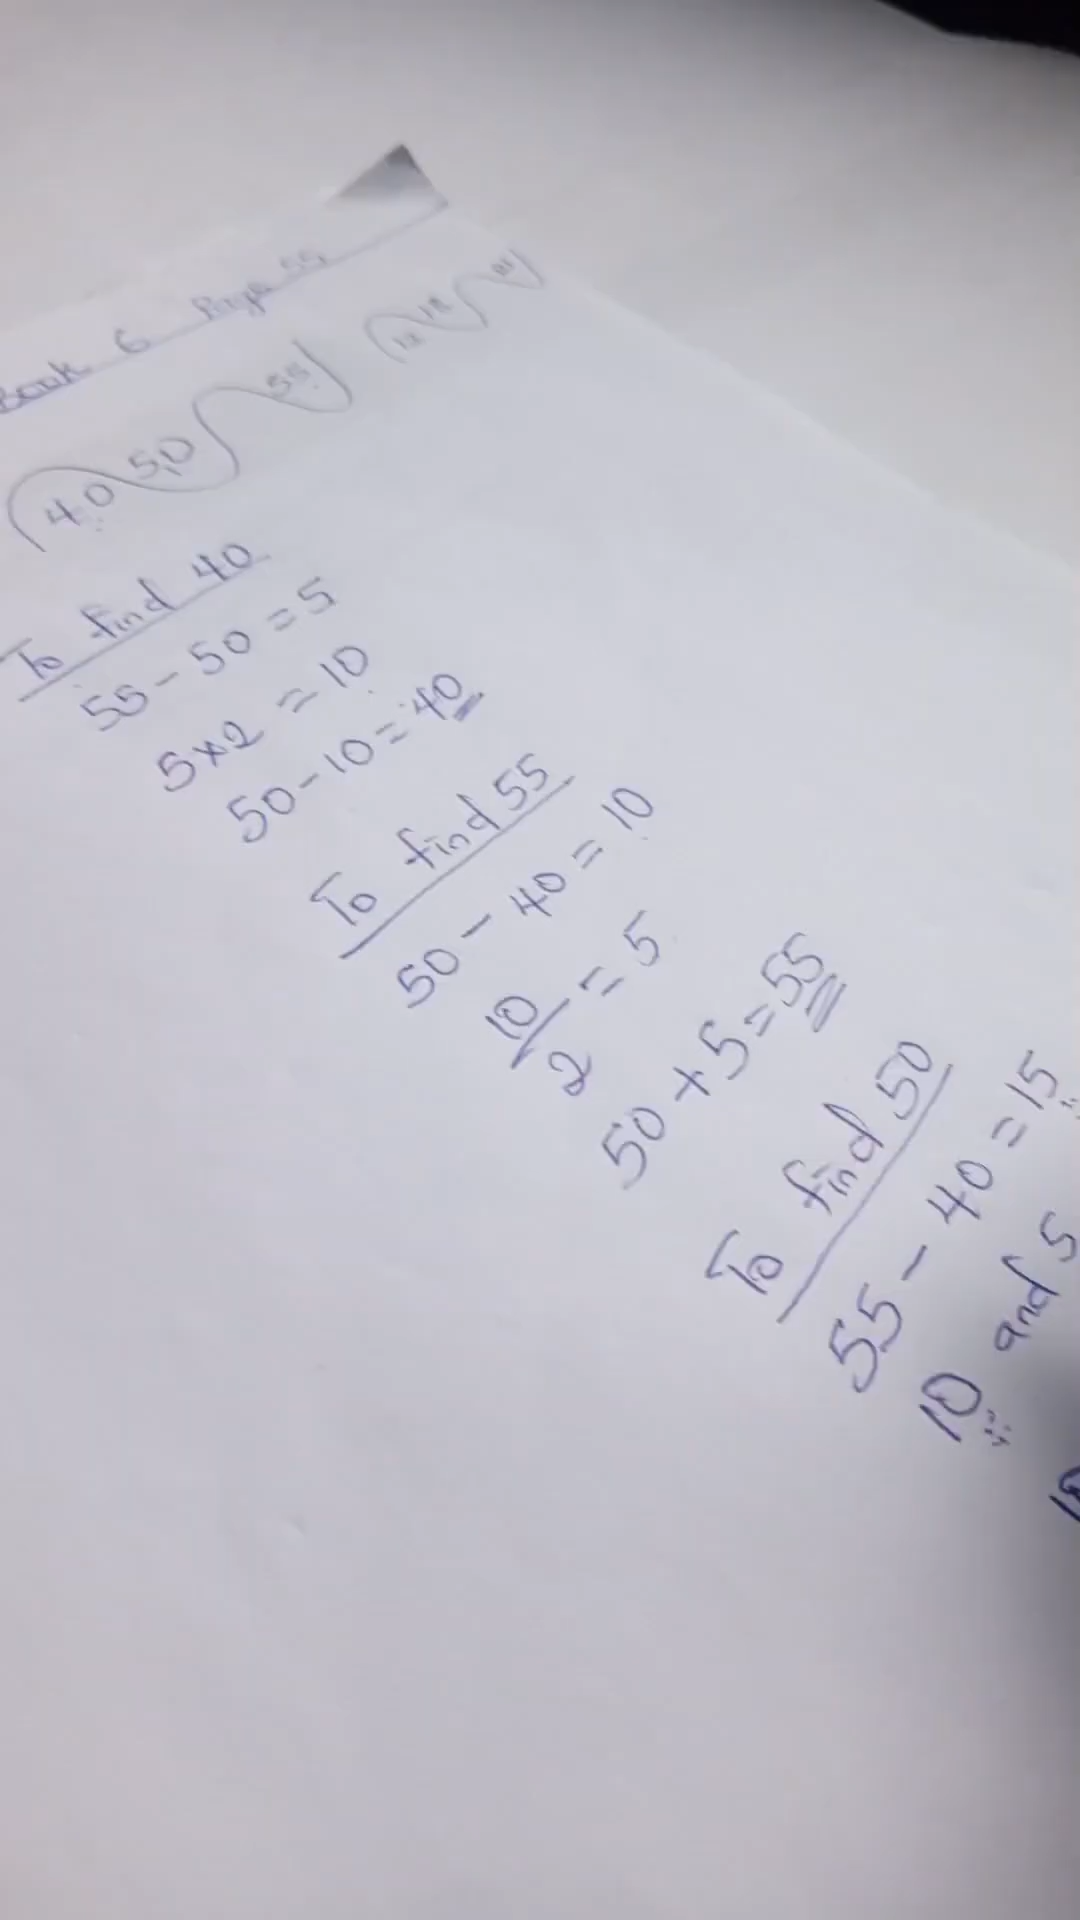 Book 6 Page 55
40 50 55
To find 40
55 - 50 = 5
5 × 2 = 10
50 - 10 = 40
To find 55
50 - 40 = 10
10/2 = 5
50 + 5 = 55
To find 50
55 - 40 = 15
10 and 5